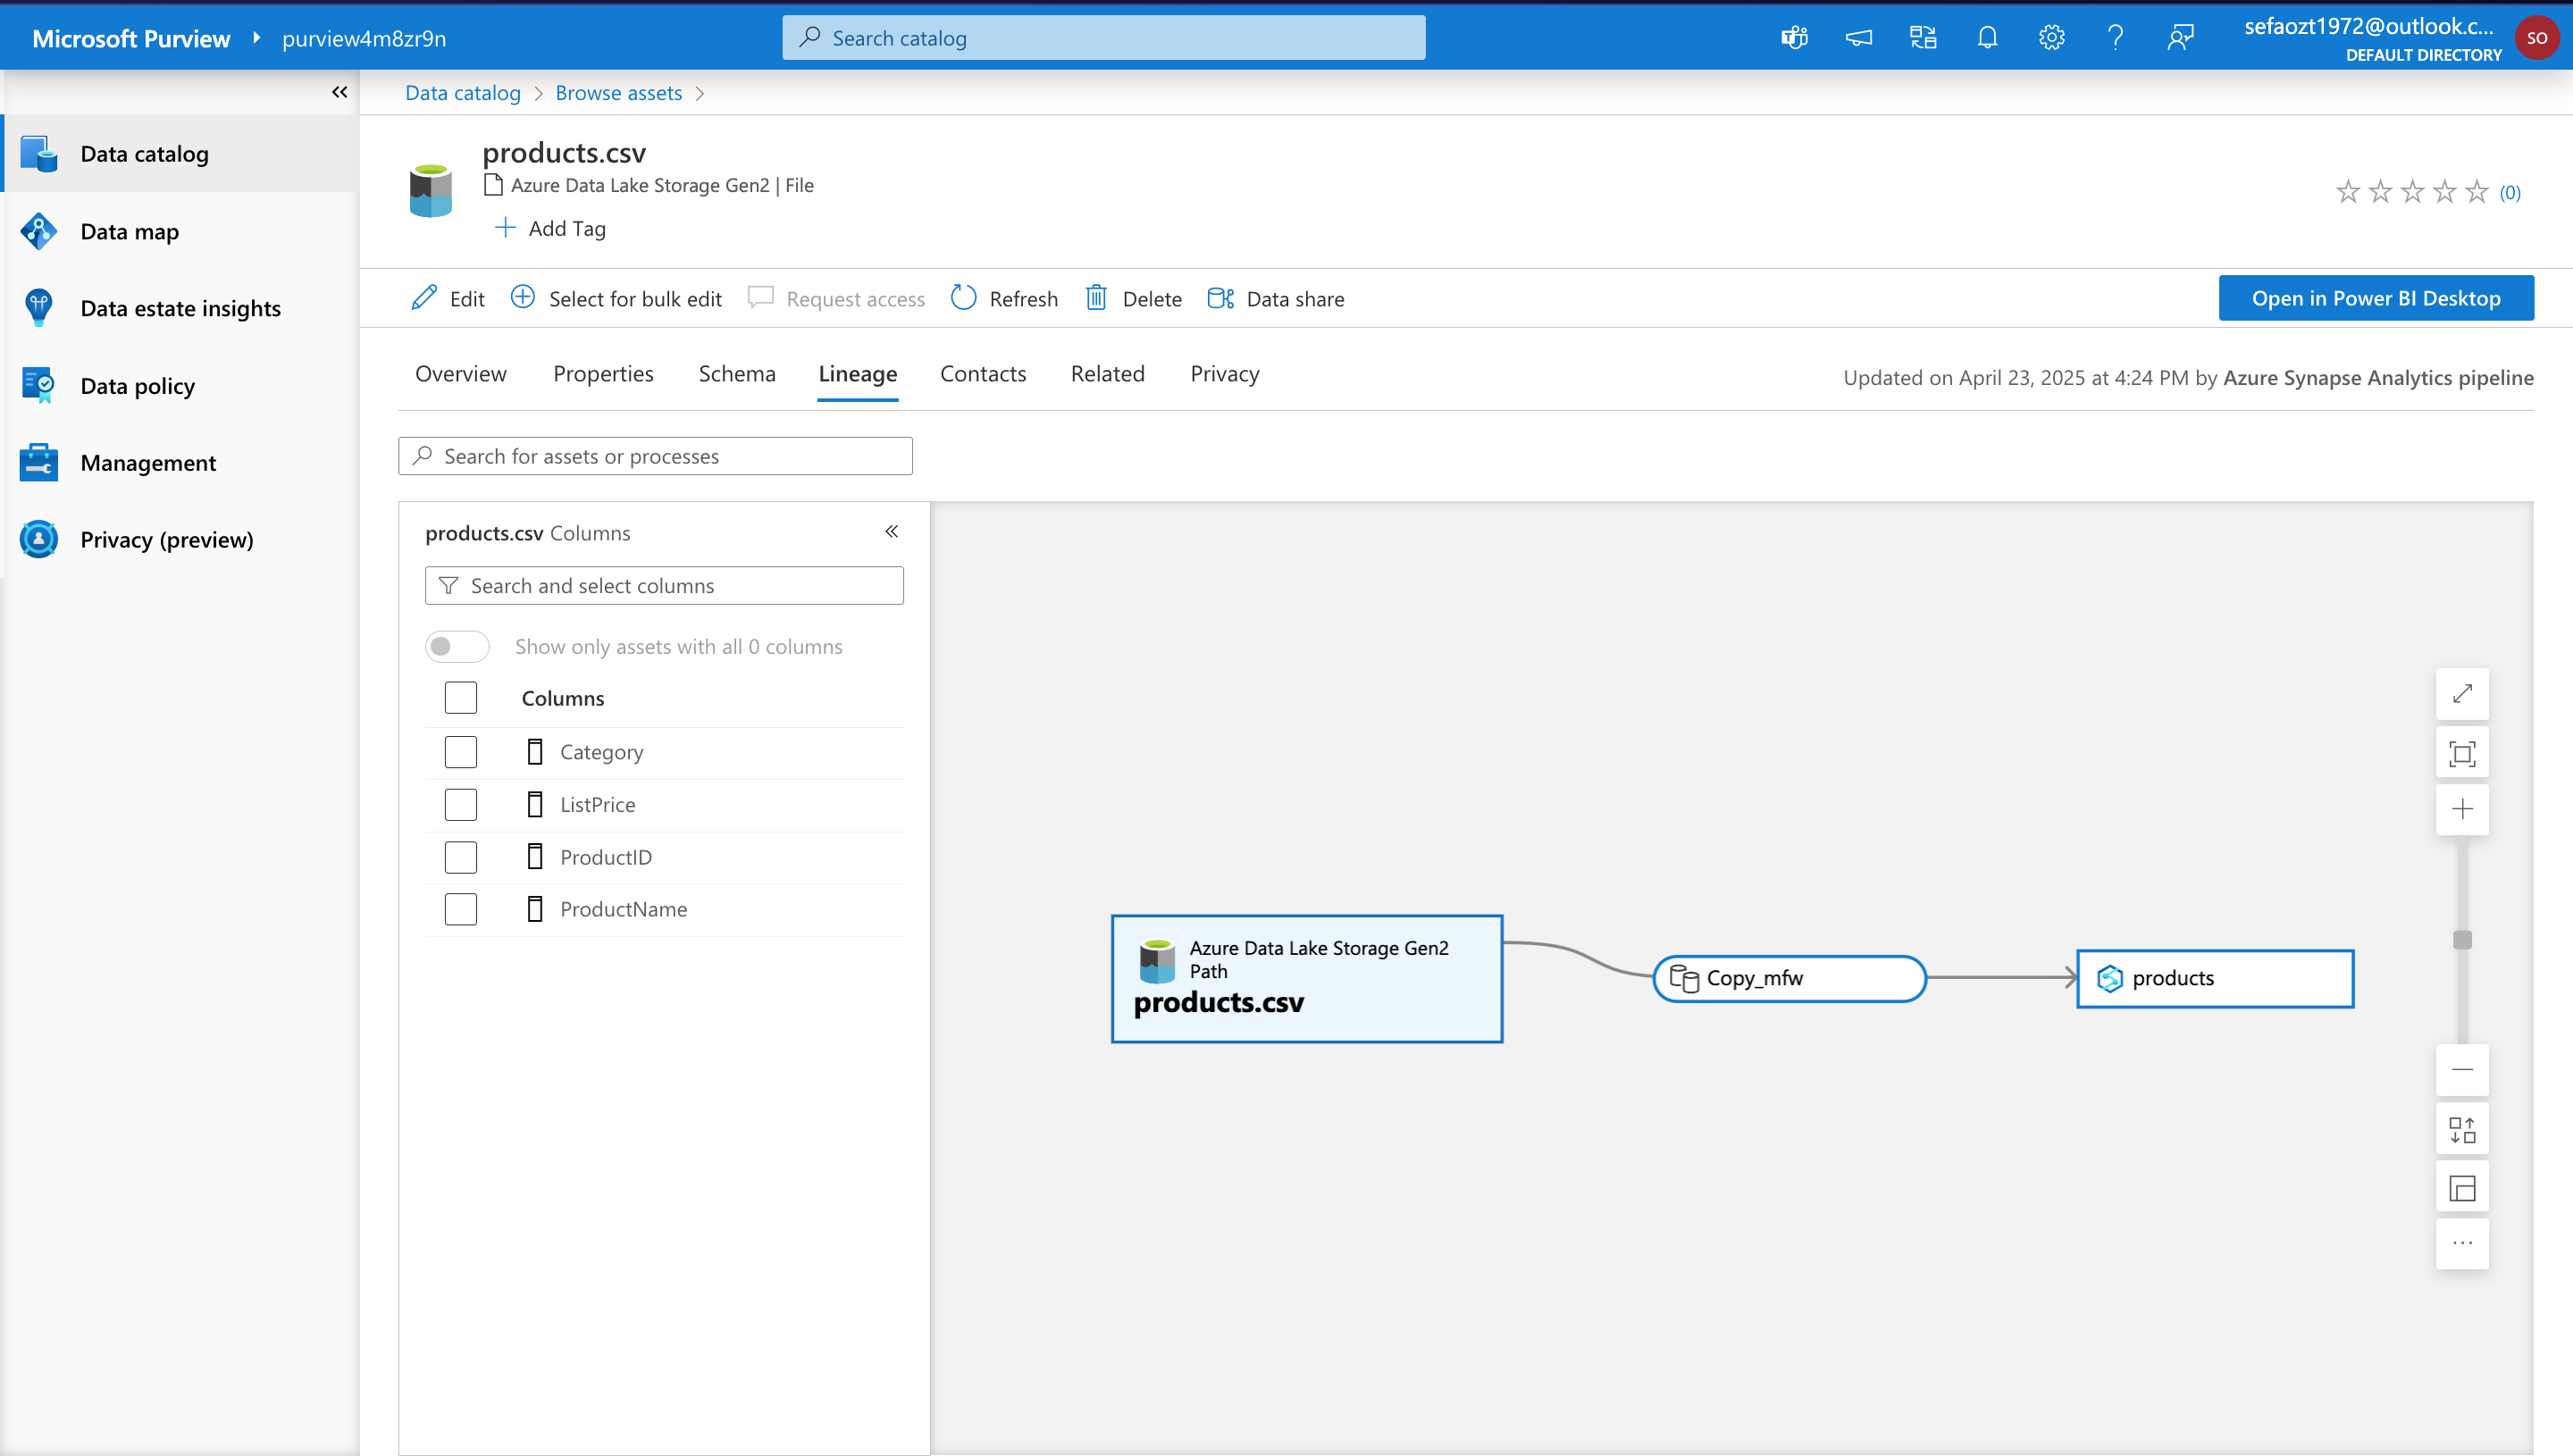 Microsoft Purview purview4m8zr9n
Search catalog
sefaozt1972@outlook.c...
DEFAULT DIRECTORY
SO
Data catalog
Data map
Data estate insights
Data policy
Management
Privacy (preview)
Data catalog > Browse assets >
products.csv
Azure Data Lake Storage Gen2 | File
Add Tag
(0)
Edit Select for bulk edit Request access Refresh Delete Data share
Open in Power BI Desktop
Overview Properties Schema Lineage Contacts Related Privacy
Updated on April 23, 2025 at 4:24 PM by Azure Synapse Analytics pipeline
Search for assets or processes
products.csv Columns
Search and select columns
Show only assets with all 0 columns
Columns
Category
ListPrice
ProductID
ProductName
Azure Data Lake Storage Gen2
Path
products.csv
Copy_mfw
products